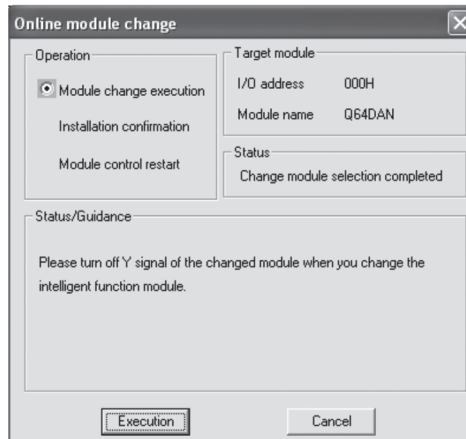 Online module change
Operation
Module change execution
Installation confirmation
Module control restart
Target module
I/O address 000H
Module name Q64DAN
Status
Change module selection completed
Status/Guidance
Please turn off Y signal of the changed module when you change the
intelligent function module.
Execution
Cancel